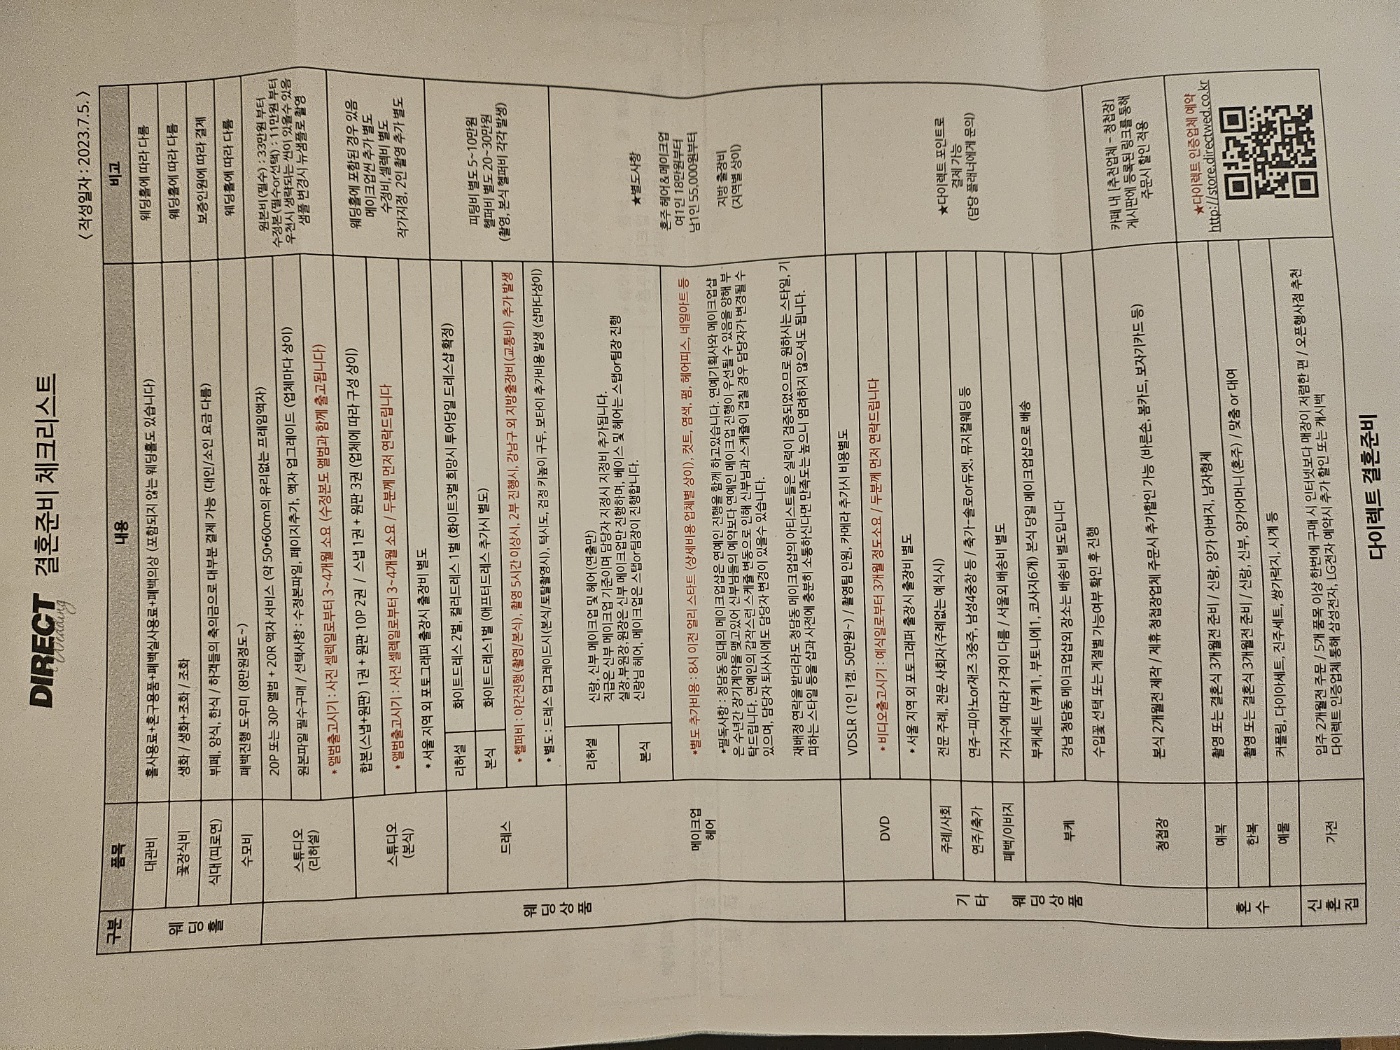 DIRECT wedding 결혼준비 체크리스트
< 작성일자 : 2023.7.5. >
구분 품목 내용 비고
웨딩홀
대관비 홀사용료+혼구용품+폐백실사용료+폐백의상 (포함되지 않는 웨딩홀도 있습니다) 웨딩홀에 따라 다름
꽃장식비 생화 / 생화+조화 / 조화 웨딩홀에 따라 다름
식대 (피로연) 뷔페, 양식, 한식 / 하객들의 축의금으로 대부분 결제 가능 (대인/소인 요금 다름) 보증인원에 따라 결제
수모비 폐백진행 도우미 (8만원정도~) 웨딩홀에 따라 다름
웨딩상품
스튜디오
(리허설)
20P 또는 30P 앨범 + 20R 액자 서비스 (약 50*60cm의 유리없는 프레임액자)
원본파일 필수구매 / 선택사항 : 수정본파일, 페이지추가, 액자 업그레이드 (업체마다 상이)
* 앨범출고시기 : 사진 셀렉일로부터 3~4개월 소요 (수정본도 앨범과 함께 출고됩니다)
원본비(필수) : 33만원 부터
수정본(필수or선택) : 11만원 부터
우천시 생략되는 씬이 있을수 있음
샘플 변경시 뉴샘플로 촬영
스튜디오
(본식)
합본(스냅+원판) 1권 + 원판 10P 2권 / 스냅 1권 + 원판 3권 (업체에 따라 구성 상이)
* 앨범출고시기 : 사진 셀렉일로부터 3~4개월 소요 / 두분께 먼저 연락드립니다
* 서울 지역 외 포토그래퍼 출장시 출장비 별도
웨딩홀에 포함된 경우 있음
메이크업씬 추가 별도
수정비,셀렉비 별도
작가지정, 2인 촬영 추가 별도
드레스
리허설 화이트드레스 2벌, 컬러드레스 1벌 (화이트3벌 희망시 투어당일 드레스샵 확정)
본식 화이트드레스1벌 (애프터드레스 추가시 별도)
* 헬퍼비 : 야간진행 (촬영/본식), 촬영 5시간 이상시, 2부 진행시, 강남구 외 지방출장비(교통비) 추가 발생
* 별도 : 드레스 업그레이드시(본식/토탈촬영시), 턱시도, 검정 키높이 구두, 보타이 추가비용 발생 (샵마다상이)
피팅비 별도 5~10만원
헬퍼비 별도 20~30만원
(촬영, 본식 헬퍼비 각각 발생)
메이크업
헤어
리허설
본식
신랑, 신부 메이크업 및 헤어(연출만)
직급은 신부 메이크업 기준이며 담당자 지정시 지정비 추가됩니다.
실장,부원장,원장은 신부 메이크업만 진행하며, 베이스 및 헤어는 스탭or팀장 진행
신랑님 헤어, 메이크업은 스탭or팀장이 진행합니다.
*별도 추가비용 : 8시 이전 얼리 스타트 (상세비용 업체별 상이), 컷트, 염색, 펌, 헤어피스, 네일아트 등
*필독사항 : 청담동 일대의 메이크업샵은 연예인 진행을 함께 하고있습니다. 연예기획사와 메이크업샵
은 수년간 장기계약을 맺고있어 신부님들의 예약보다 연예인 메이크업 진행이 우선될 수 있음을 양해 부
탁드립니다. 연예인의 갑작스런 스케쥴 변동으로 인해 신부님과 스케쥴이 겹칠 경우 담당자가 변경될 수
있으며, 담당자 퇴사시에도 담당자 변경이 있을수 있습니다.
재배정 연락을 받더라도 청담동 메이크업샵의 아티스트들은 실력이 검증되었으므로 원하시는 스타일, 기
피하는 스타일 등을 샵과 사전에 충분히 소통하신다면 만족도는 높으니 염려하지 않으셔도 됩니다.
★별도사항
혼주 헤어&메이크업
여1인 18만원부터
남1인 55,000원부터
지방 출장비
(지역별 상이)
기타 웨딩상품
DVD
VDSLR (1인 1캠, 50만원~) / 촬영팀 인원, 카메라 추가시 비용별도
* 비디오출고시기 : 예식일로부터 3개월 정도소요 / 두분께 먼저 연락드립니다
* 서울 지역 외 포토그래퍼 출장시 출장비 별도
주례/사회 전문 주례, 전문 사회자(주례없는 예식시)
연주/축가 연주-피아노or재즈 3중주, 남성4중창 등 / 축가-솔로or듀엣, 뮤지컬웨딩 등
폐백/이바지 가지수에 따라 가격이 다름 / 서울외 배송비 별도
부케
부케세트 (부케1, 부토니에1, 코사지6개) 본식 당일 메이크업샵으로 배송
강남 청담동 메이크업샵외 장소는 배송비 별도입니다
수입꽃 선택 또는 계절별 가능여부 확인 후 진행
★다이렉트 포인트로
결제 가능
(담당 플래너에게 문의)
청첩장 본식 2개월전 제작 / 제휴 청첩장업체 주문시 추가할인 가능 (바른손, 봄카드, 보자기카드 등)
카페 내 [추천업체 - 청첩장]
게시판에 등록된 링크를 통해
주문시 할인 적용
혼수
예복 촬영 또는 결혼식 3개월전 준비 / 신랑, 양가 아버지, 남자형제
한복 촬영 또는 결혼식 3개월전 준비 / 신랑, 신부, 양가어머니(혼주) / 맞춤 or 대여
예물 커플링, 다이아세트, 진주세트, 쌍가락지, 시계 등
신혼집
가전
입주 2개월전 주문 / 5개 품목 이상 한번에 구매 시 인터넷보다 매장이 저렴한 편 / 오픈행사점 추천
다이렉트 인증업체 통해 삼성전자, LG전자 예약시 추가 할인 또는 캐시백
★다이렉트 인증업체 예약
http://store.directwed.co.kr
다이렉트 결혼준비